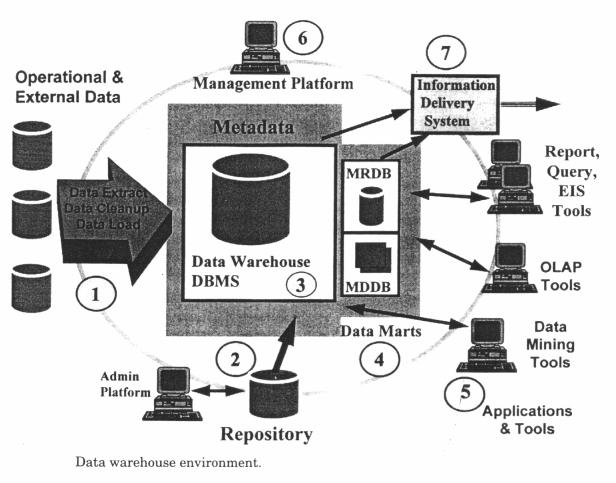 6
7
Operational &
External Data
Management Platform
Information
Delivery
System
Metadata
Data Extract
Data Cleanup
Data Load
MRDB
Report,
Query,
EIS
Tools
Data Warehouse
DBMS
3
MDDB
1
OLAP
Tools
Data Marts
4
Data
Mining
Tools
2
Admin
Platform
Repository
5
Applications
& Tools
Data warehouse environment.